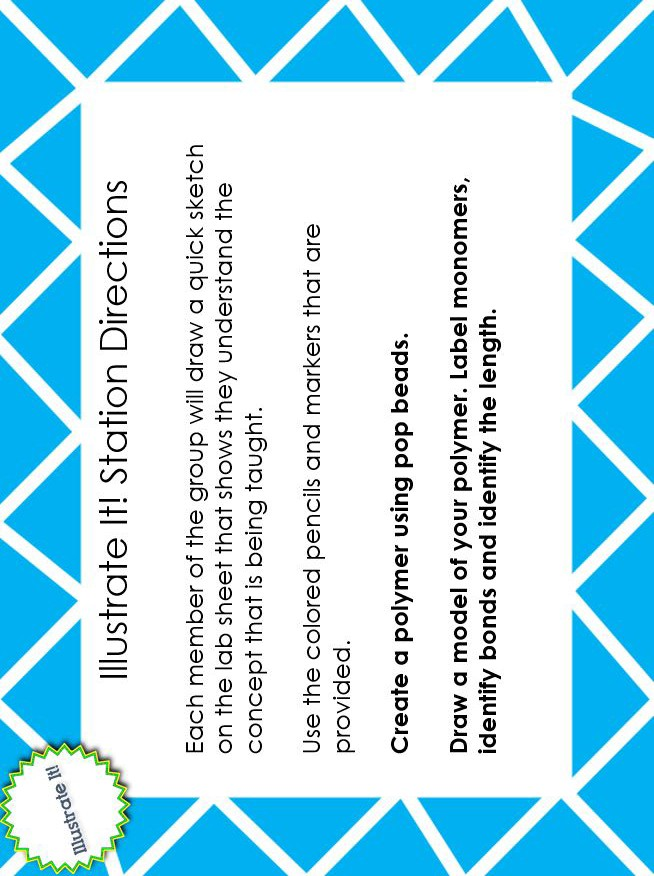 Illustrate It!
Illustrate It! Station Directions
Each member of the group will draw a quick sketch
on the lab sheet that shows they understand the
concept that is being taught.
Use the colored pencils and markers that are
provided.
Create a polymer using pop beads.
Draw a model of your polymer. Label monomers,
identify bonds and identify the length.